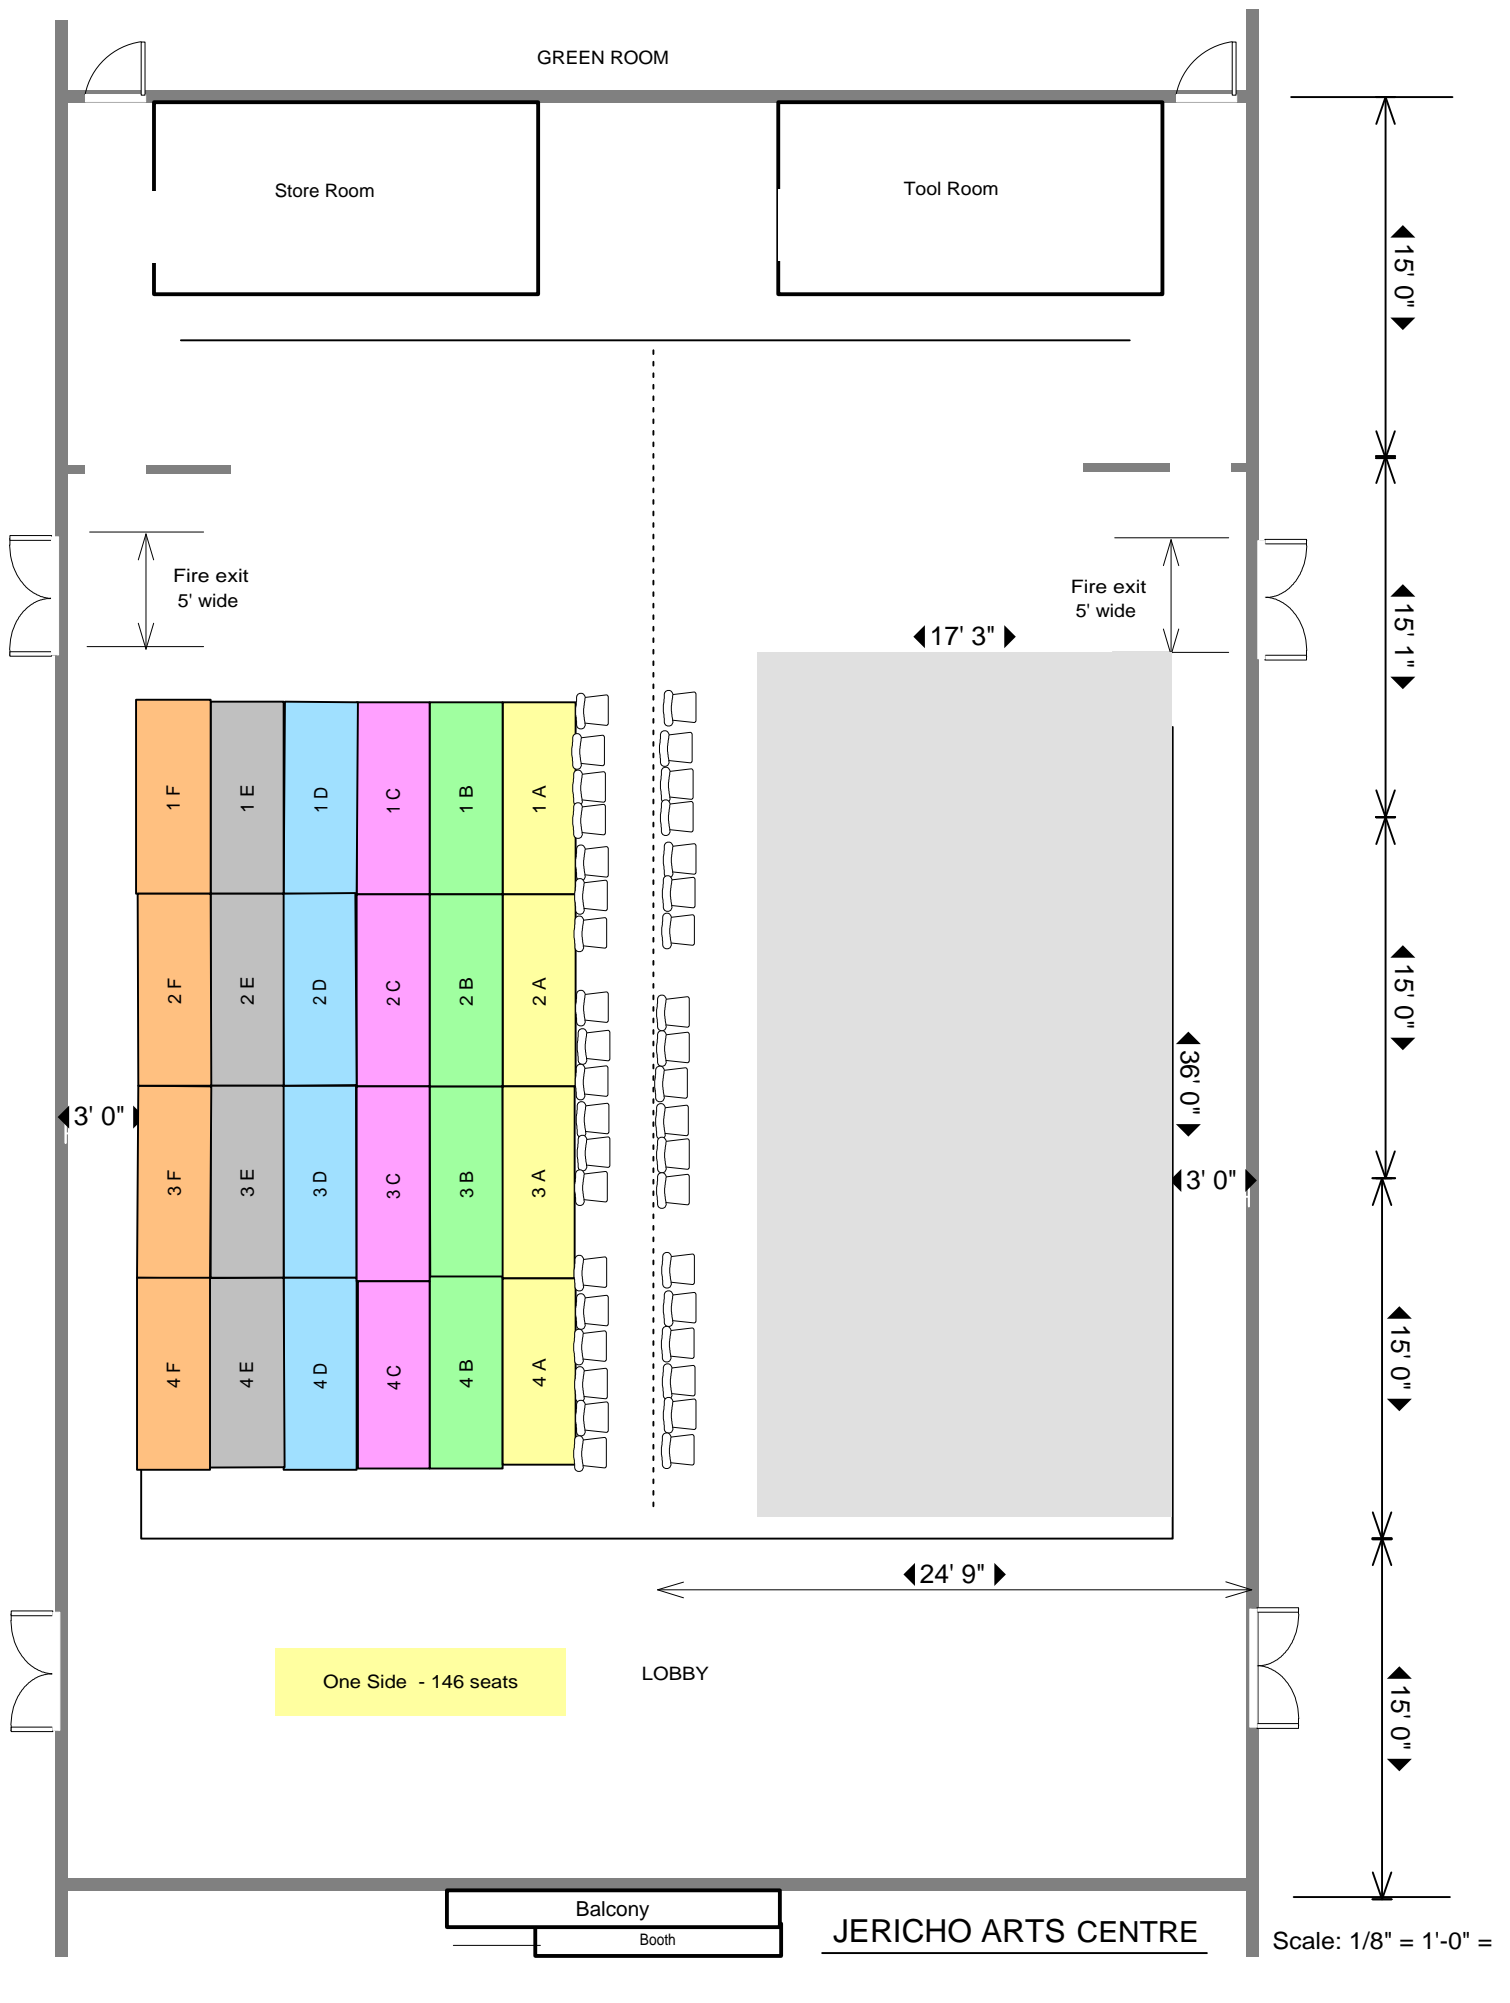 GREEN ROOM
Store Room
Tool Room
15' 0"
Fire exit
5' wide
Fire exit
5' wide
15' 1"
17' 3"
1 F
1 E
1 D
1 C
1 B
1 A
2 F
2 E
2 D
2 C
2 B
2 A
15' 0"
36' 0"
3' 0"
3' 0"
3 F
3 E
3 D
3 C
3 B
3 A
4 F
4 E
4 D
4 C
4 B
4 A
15' 0"
24' 9"
One Side - 146 seats
LOBBY
15' 0"
Balcony
Booth
JERICHO ARTS CENTRE
Scale: 1/8" = 1'-0" =